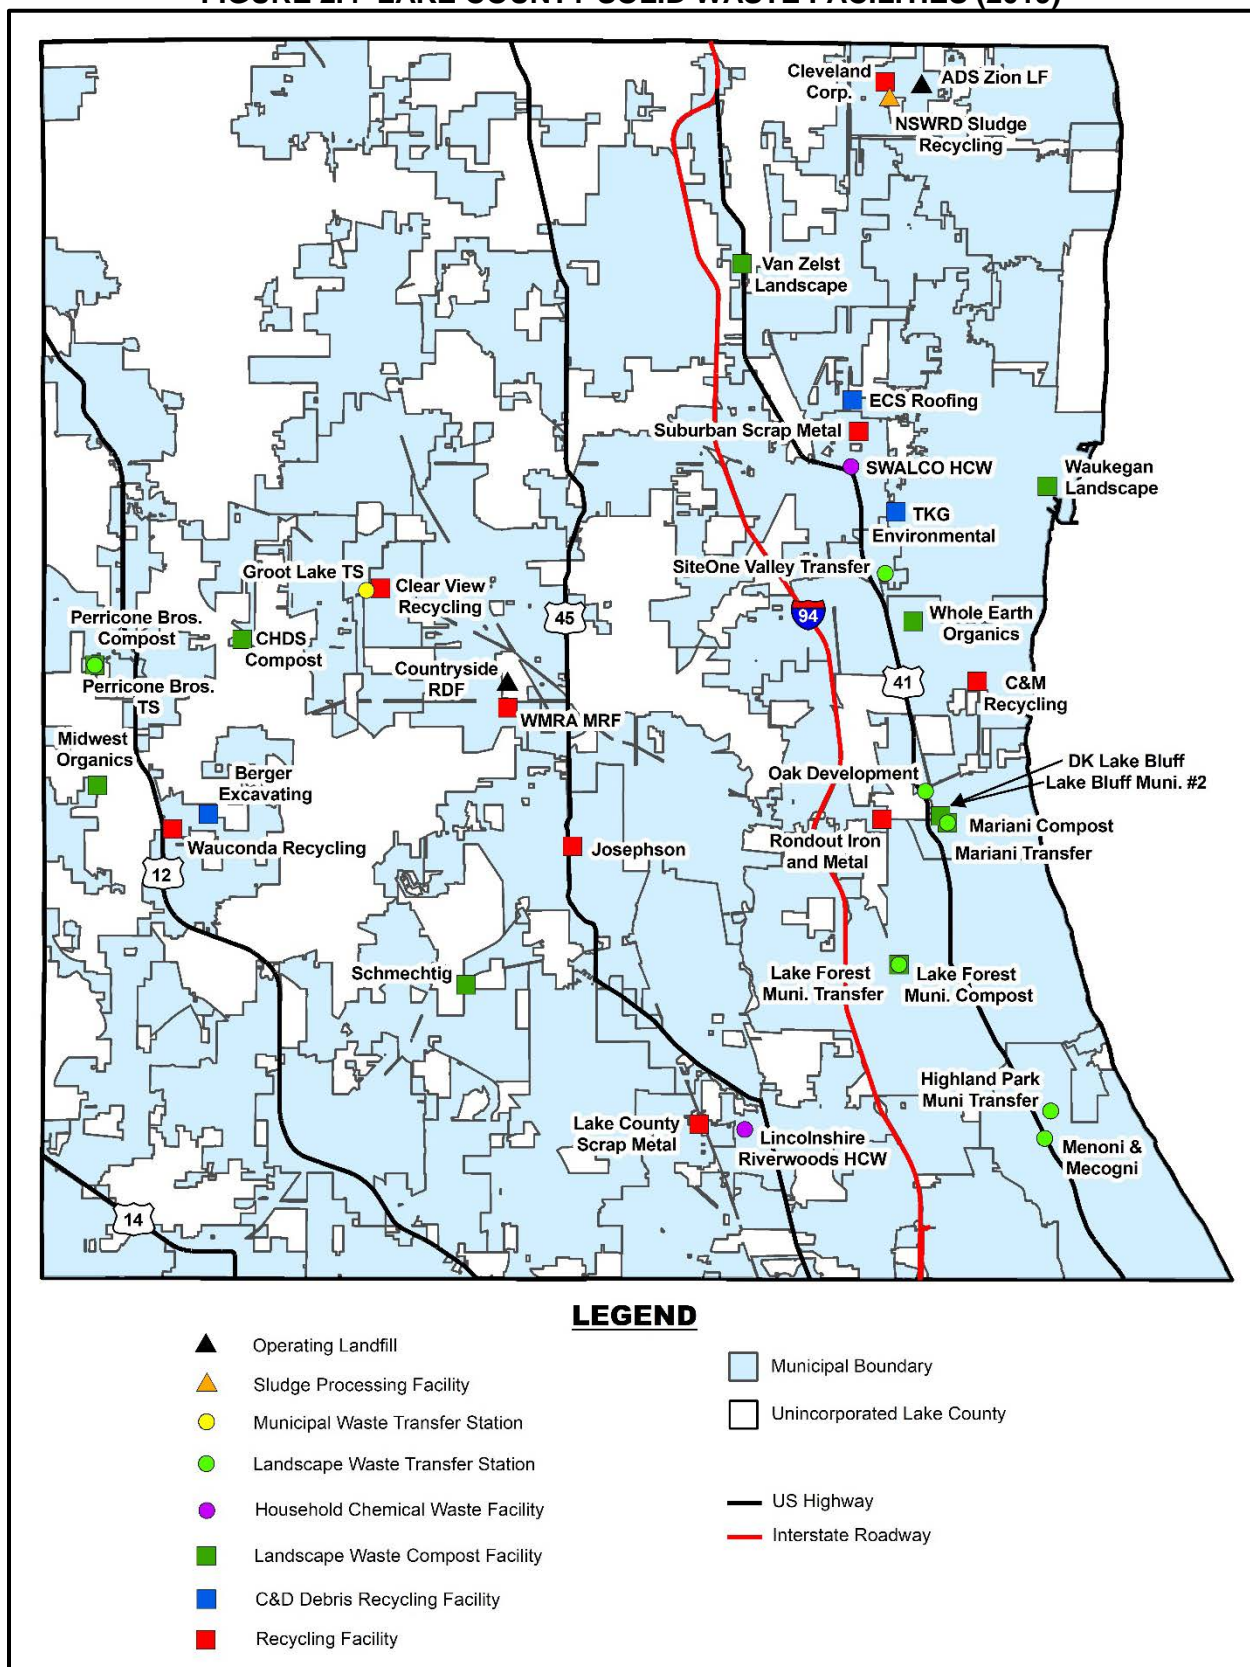 Cleveland
Corp.
ADS Zion LF
NSWRD Sludge
Recycling
Van Zelst
Landscape
ECS Roofing
Suburban Scrap Metal
SWALCO HCW
Waukegan
Landscape
TKG
Environmental
SiteOne Valley Transfer
Groot Lake TS
Clear View
Recycling
45
94
Whole Earth
Organics
Perricone Bros.
Compost
CHDS
Compost
Perricone Bros.
TS
Countryside
RDF
WMRA MRF
41
C&M
Recycling
Midwest
Organics
Berger
Excavating
Wauconda Recycling
12
Oak Development
DK Lake Bluff
Lake Bluff Muni. #2
Josephson
Rondout Iron
and Metal
Mariani Compost
Mariani Transfer
Schmechtig
Lake Forest
Muni. Transfer
Lake Forest
Muni. Compost
Highland Park
Muni Transfer
Lake County
Scrap Metal
Lincolnshire
Riverwoods HCW
Menoni &
Mecogni
14
LEGEND
Operating Landfill
Sludge Processing Facility
Municipal Waste Transfer Station
Landscape Waste Transfer Station
Household Chemical Waste Facility
Landscape Waste Compost Facility
C&D Debris Recycling Facility
Recycling Facility
Municipal Boundary
Unincorporated Lake County
US Highway
Interstate Roadway